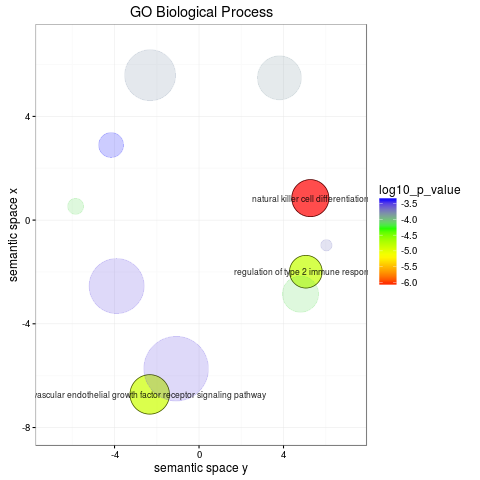 GO Biological Process
semantic space x
4
0
-4
-8
natural killer cell differentiation
regulation of type 2 immune respon
vascular endothelial growth factor receptor signaling pathway
-4
0
4
semantic space y
log10_p_value
-3.5
-4.0
-4.5
-5.0
-5.5
-6.0